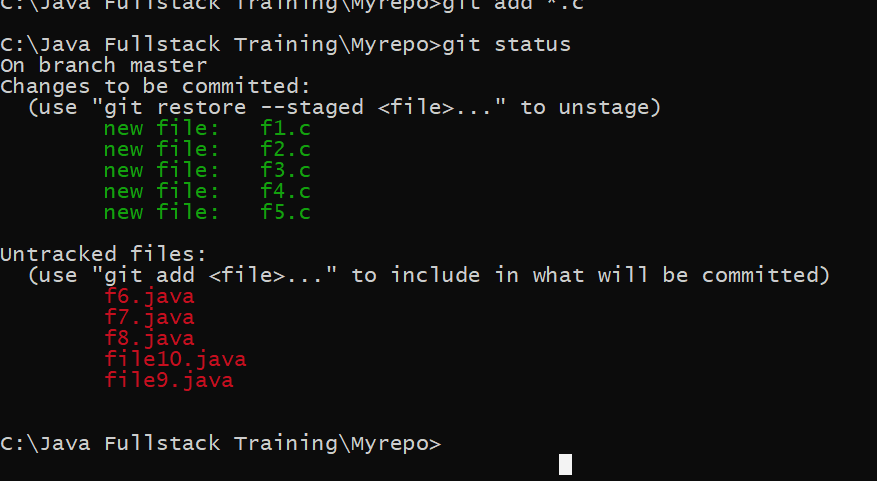 C:\Java Fullstack Training\Myrepo>git add *.c
C:\Java Fullstack Training\Myrepo>git status
On branch master
Changes to be committed:
  (use "git restore --staged <file>..." to unstage)
        new file:   f1.c
        new file:   f2.c
        new file:   f3.c
        new file:   f4.c
        new file:   f5.c
Untracked files:
  (use "git add <file>..." to include in what will be committed)
        f6.java
        f7.java
        f8.java
        file10.java
        file9.java
C:\Java Fullstack Training\Myrepo>